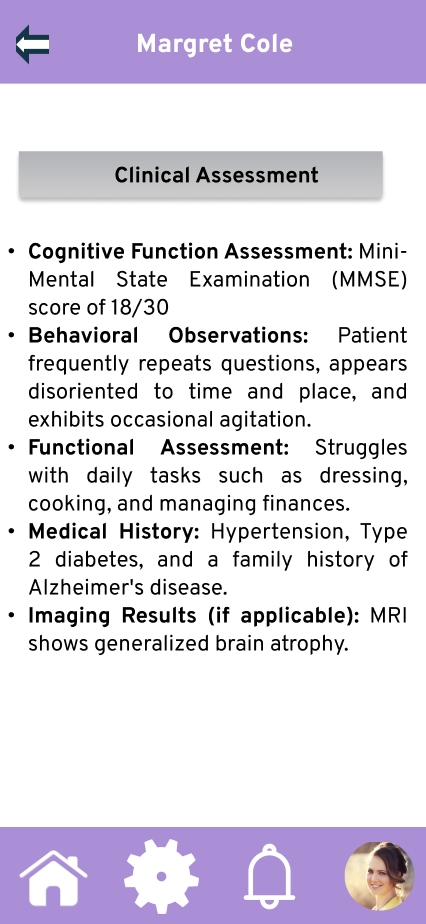 Margret Cole
Clinical Assessment
• Cognitive Function Assessment: Mini-
Mental State Examination (MMSE)
score of 18/30
• Behavioral Observations: Patient
frequently repeats questions, appears
disoriented to time and place, and
exhibits occasional agitation.
• Functional Assessment: Struggles
with daily tasks such as dressing,
cooking, and managing finances.
• Medical History: Hypertension, Type
2 diabetes, and a family history of
Alzheimer's disease.
• Imaging Results (if applicable): MRI
shows generalized brain atrophy.